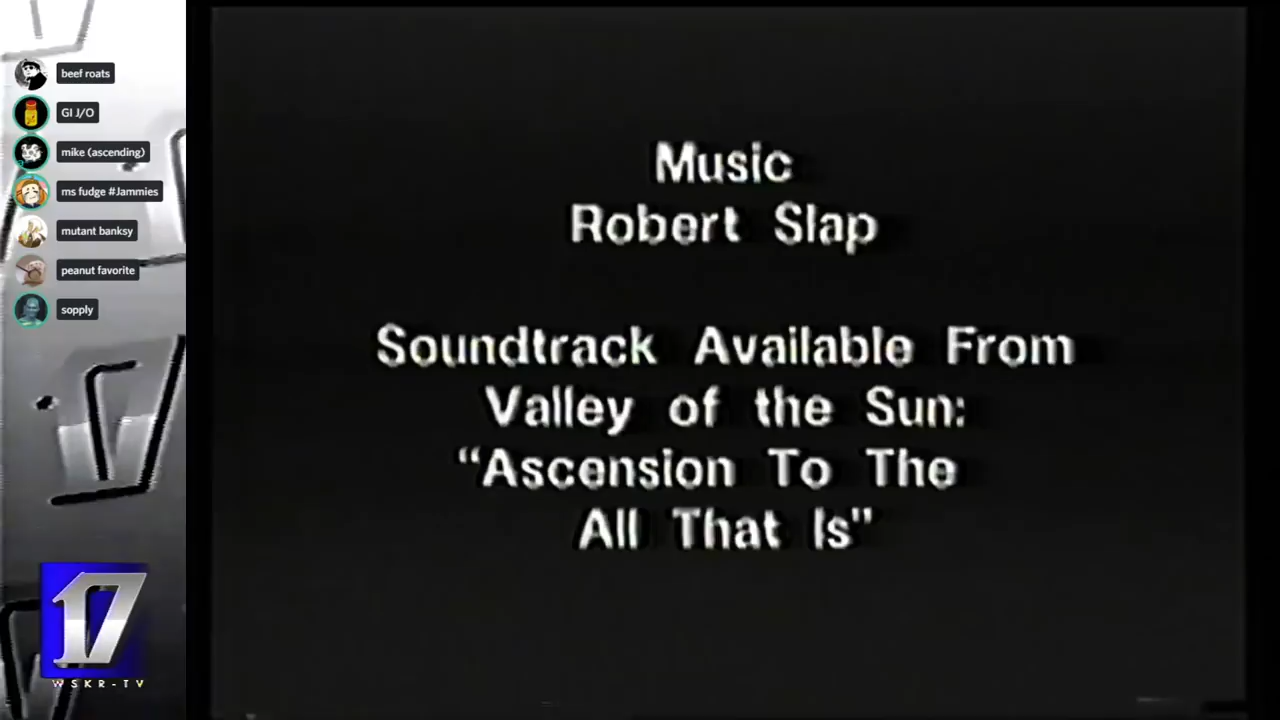 beef roats
GI J/O
mike (ascending)
ms fudge #Jammies
mutant banksy
peanut favorite
sopply
17
WSKR-TV
Music
Robert Slap
Soundtrack Available From
Valley of the Sun:
“Ascension To The
All That Is"